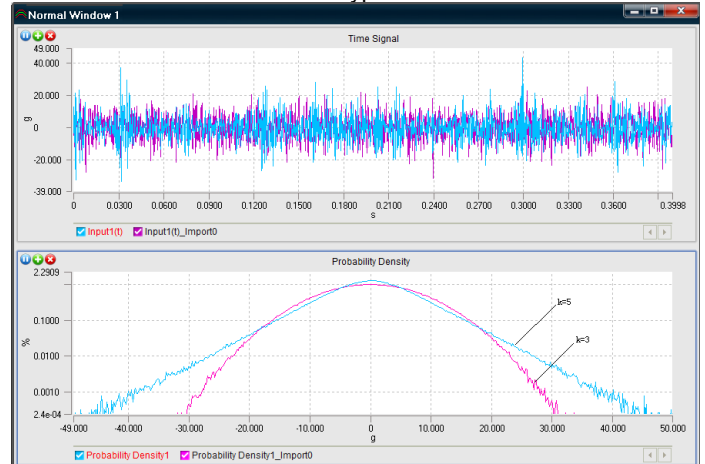 Normal Window 1
Time Signal
49.000
40.000
20.000
g
0
-20.000
-39.000
0 0.0300 0.0600 0.0900 0.1200 0.1500 0.1800 0.2100 0.2400 0.2700 0.3000 0.3300 0.3600 0.3998
s
Input1(t) Input1(t)_Import0
Probability Density
2.2909
k=5
0.1000
k=3
%
0.0100
0.0010
2.4e-04
-49.000 -40.000 -30.000 -20.000 -10.000 0 10.000 20.000 30.000 40.000 50.000
g
Probability Density1 Probability Density1_Import0